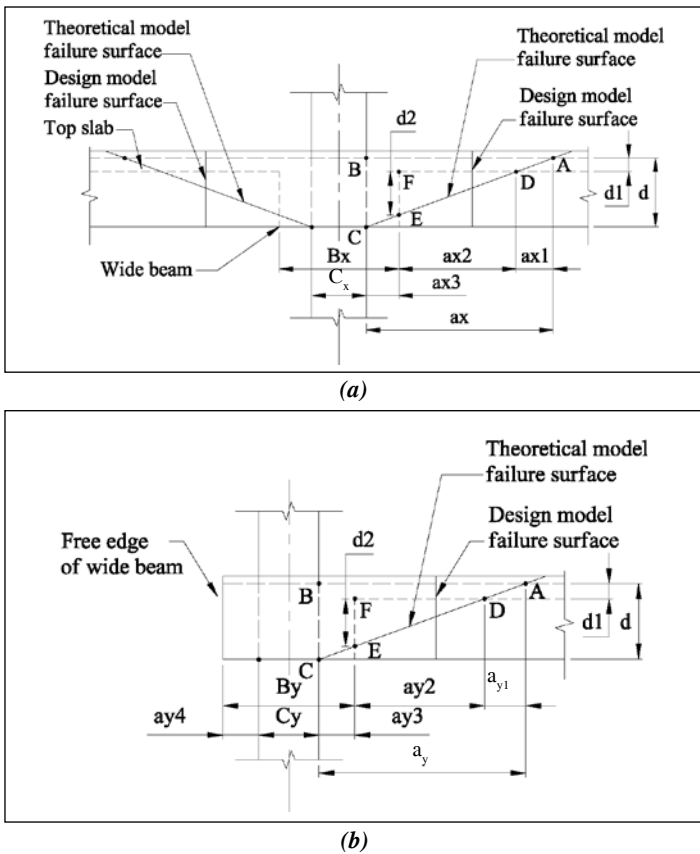 Theoretical model
failure surface
Design model
failure surface
Top slab
Theoretical model
failure surface
Design model
failure surface
d2
B
F
A
D
E
C
d1
d
Wide beam
Bx
ax2
ax1
Cx
ax3
ax
(a)
Theoretical model
failure surface
Design model
failure surface
Free edge
of wide beam
d2
B
F
A
D
E
C
d1
d
By
ay2
ay1
ay4
Cy
ay3
ay
(b)